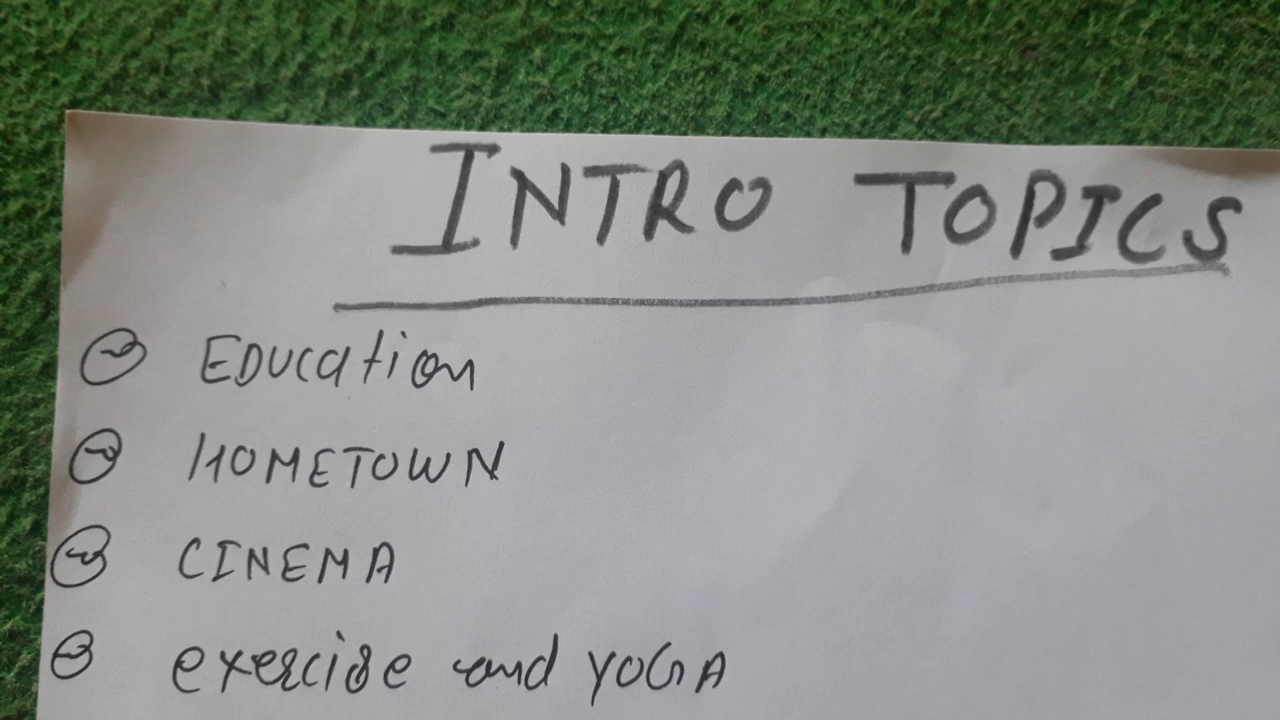 INTRO TOPICS
EDUcation
HOMETOWN
CINEMA
exercise and YOGA